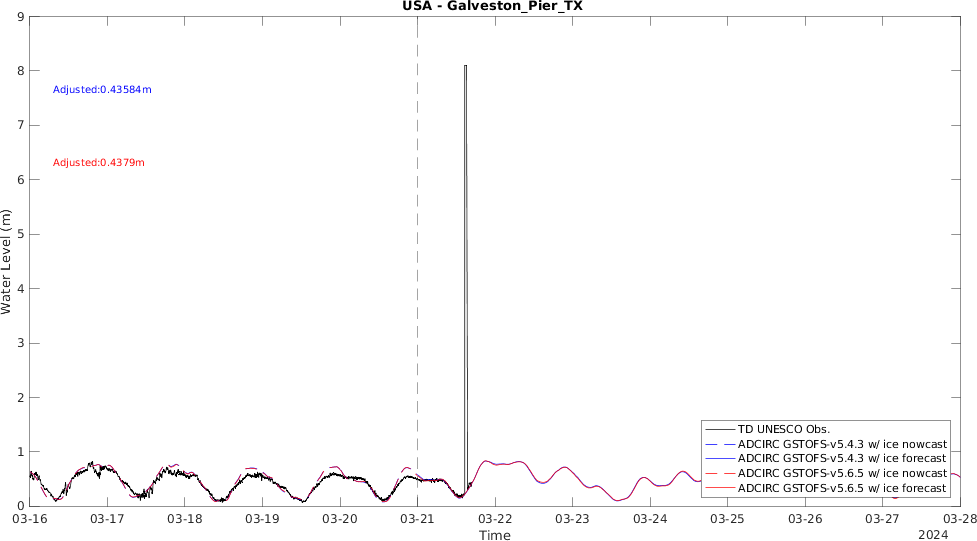 USA - Galveston_Pier_TX
9
8
Adjusted:0.43584m
7
Adjusted:0.4379m
6
5
Water Level (m)
4
3
2
1
0
TD UNESCO Obs.
ADCIRC GSTOFS-v5.4.3 w/ ice nowcast
ADCIRC GSTOFS-v5.4.3 w/ ice forecast
ADCIRC GSTOFS-v5.6.5 w/ ice nowcast
ADCIRC GSTOFS-v5.6.5 w/ ice forecast
03-16 03-17 03-18 03-19 03-20 03-21 03-22 03-23 03-24 03-25 03-26 03-27 03-28
Time
2024